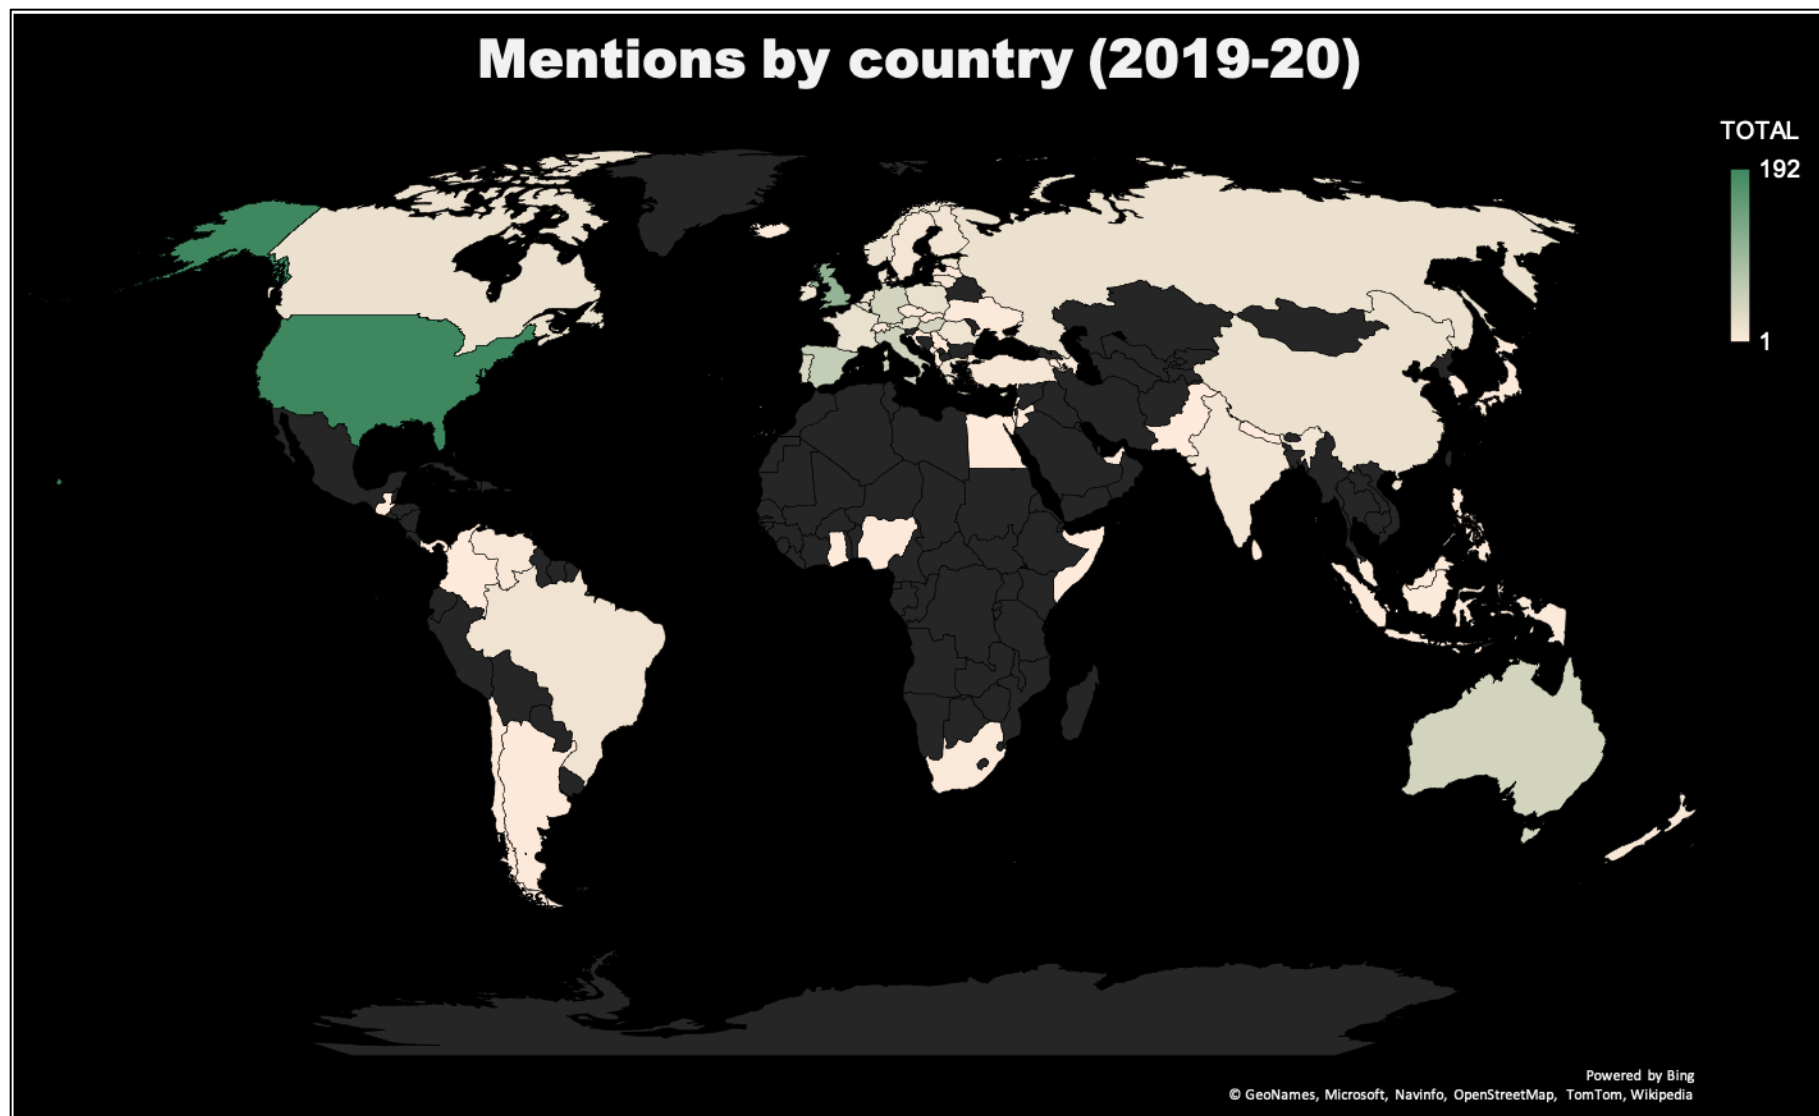 Mentions by country (2019-20)
TOTAL
192
1
Powered by Bing
© GeoNames, Microsoft, Navinfo, OpenStreetMap, TomTom, Wikipedia